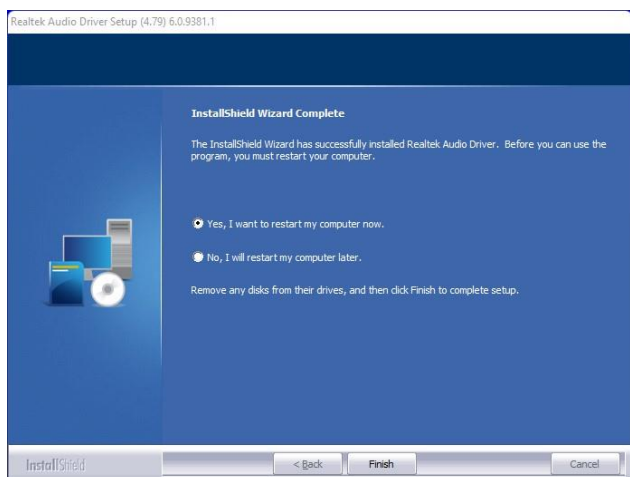 Realtek Audio Driver Setup (4.79) 6.0.9381.1
InstallShield Wizard Complete
The InstallShield Wizard has successfully installed Realtek Audio Driver.  Before you can use the
program, you must restart your computer.
Yes, I want to restart my computer now.
No, I will restart my computer later.
Remove any disks from their drives, and then click Finish to complete setup.
InstallShield
< Back
Finish
Cancel